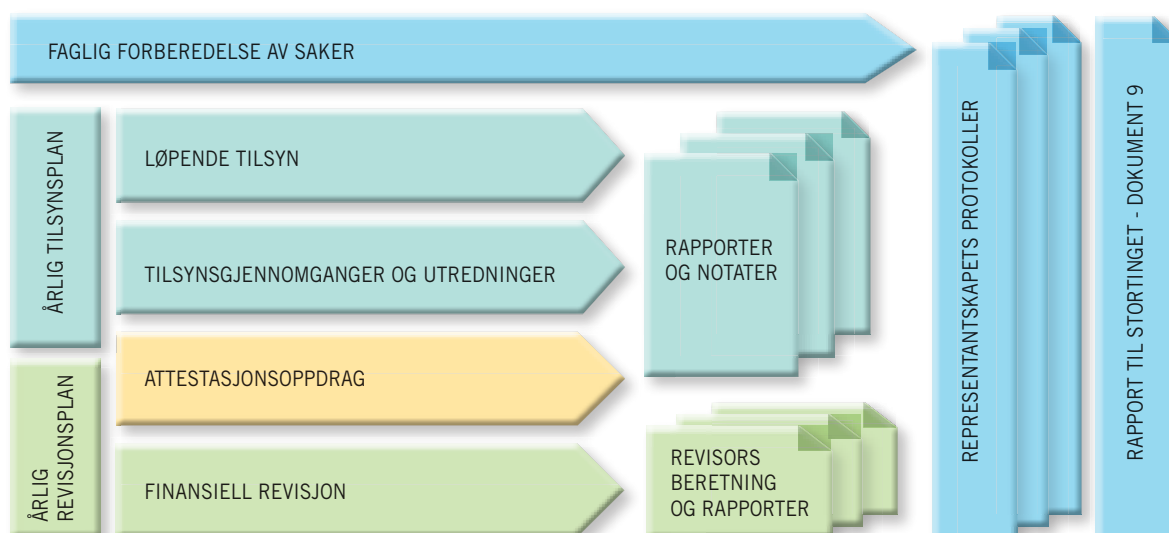 FAGLIG FORBEREDELSE AV SAKER
ÅRLIG TILSYNSPLAN
LØPENDE TILSYN
TILSYNSGJENNOMGANGER OG UTREDNINGER
RAPPORTER
OG NOTATER
ÅRLIG
REVISJONSPLAN
ATTESTASJONSOPPDRAG
FINANSIELL REVISJON
REVISORS
BERETNING
OG RAPPORTER
REPRESENTANTSKAPETS PROTOKOLLER
RAPPORT TIL STORTINGET - DOKUMENT 9